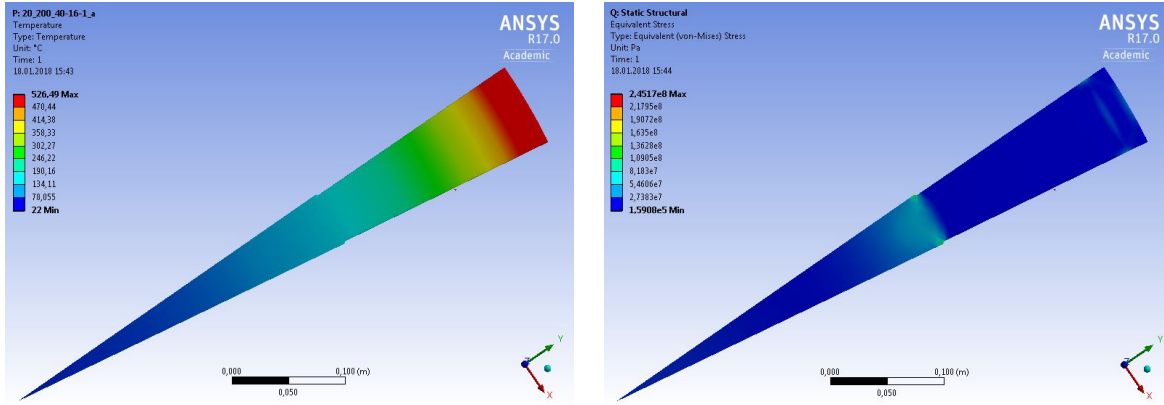 P: 20_200_40-16-1_a
Temperature
Type: Temperature
Unit: °C
Time: 1
18.01.2018 15:43
526,49 Max
470,44
414,38
358,33
302,27
246,22
190,16
134,11
78,055
22 Min
ANSYS
R17.0
Academic
0,000
0,100 (m)
0,050
Y
Z
X
Q: Static Structural
Equivalent Stress
Type: Equivalent (von-Mises) Stress
Unit: Pa
Time: 1
18.01.2018 15:44
2,4517e8 Max
2,1795e8
1,9072e8
1,635e8
1,3628e8
1,0905e8
8,183e7
5,4606e7
2,7383e7
1,5908e5 Min
ANSYS
R17.0
Academic
0,000
0,100 (m)
0,050
Y
Z
X